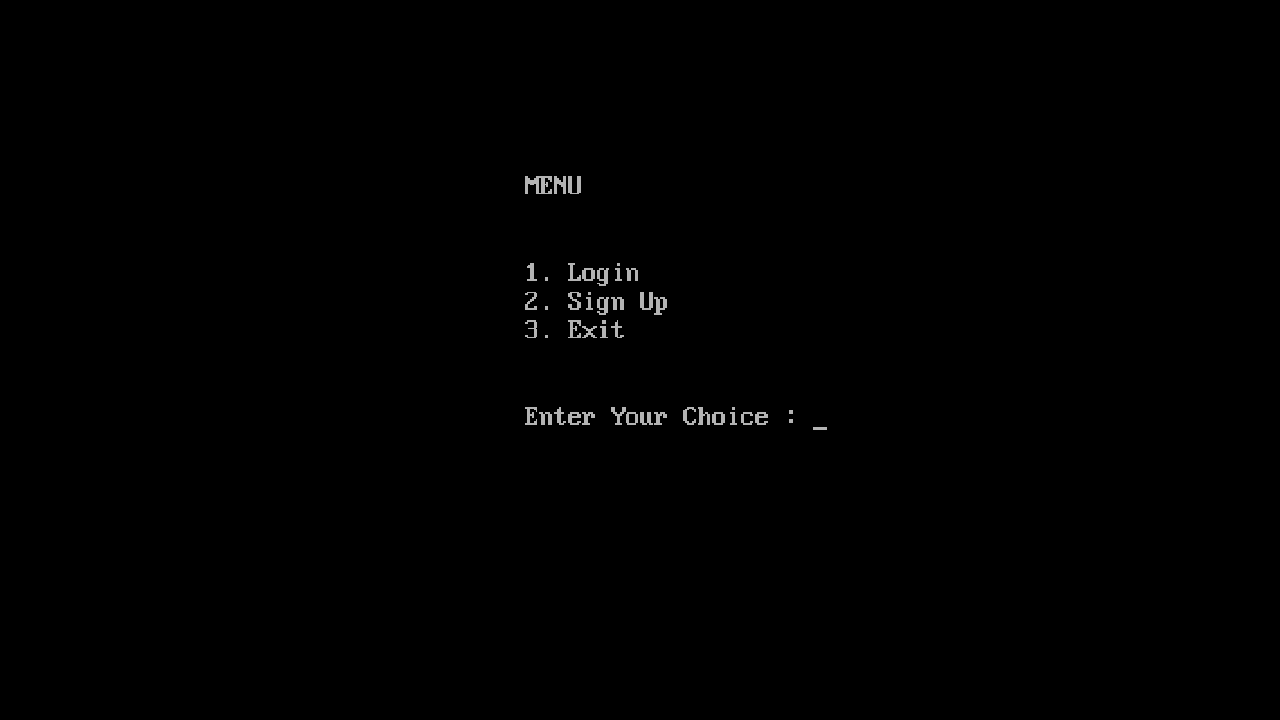 MENU
1. Login
2. Sign Up
3. Exit
Enter Your Choice : _